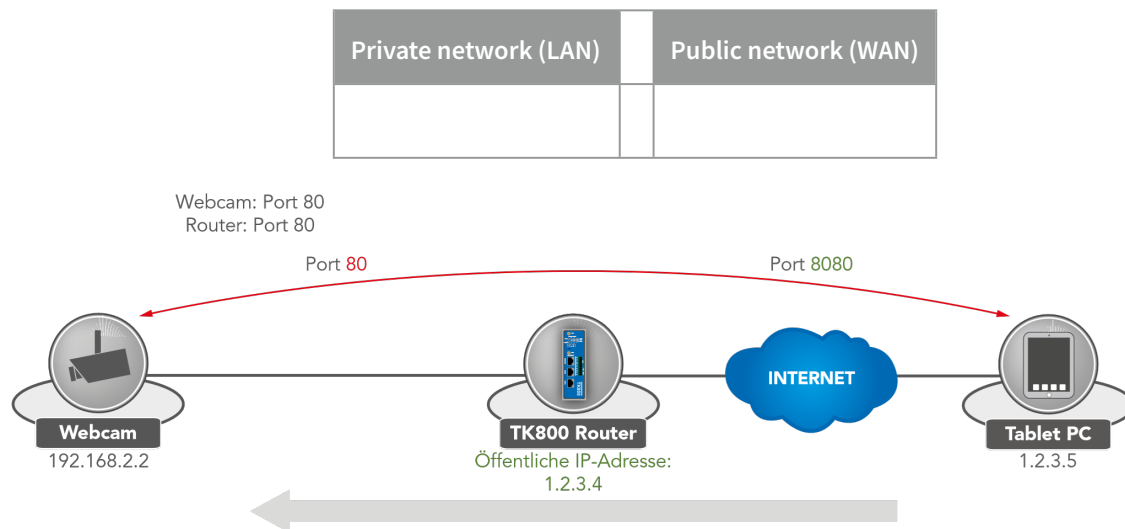 Private network (LAN)
Public network (WAN)
Webcam: Port 80
Router: Port 80
Port 80
Port 8080
INTERNET
Webcam
TK800 Router
Tablet PC
192.168.2.2
Öffentliche IP-Adresse:
1.2.3.4
1.2.3.5